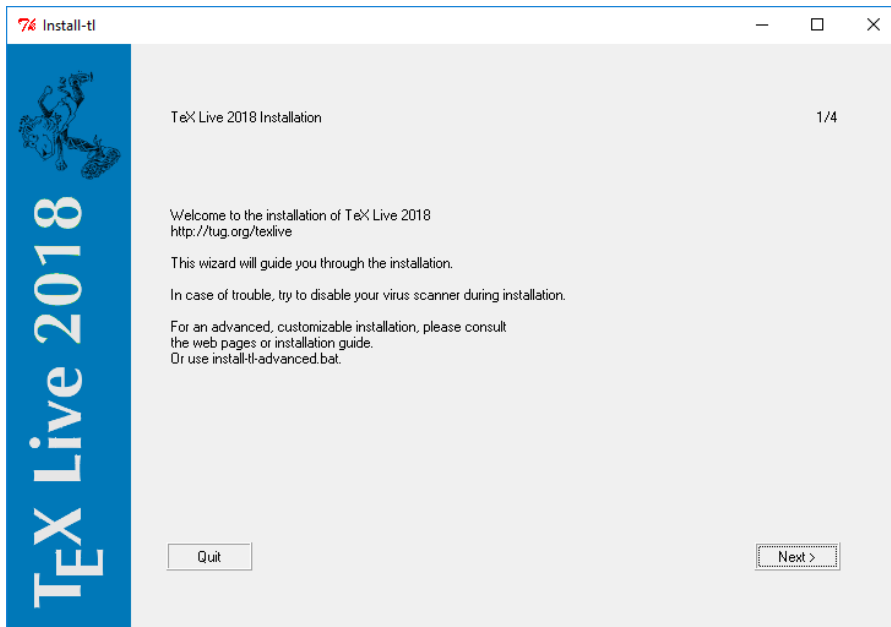 Install-tl
TeX Live 2018 Installation
1/4
Welcome to the installation of TeX Live 2018
http://tug.org/texlive
This wizard will guide you through the installation.
In case of trouble, try to disable your virus scanner during installation.
For an advanced, customizable installation, please consult
the web pages or installation guide.
Or use install-tl-advanced.bat.
Quit
Next >
TEX Live 2018